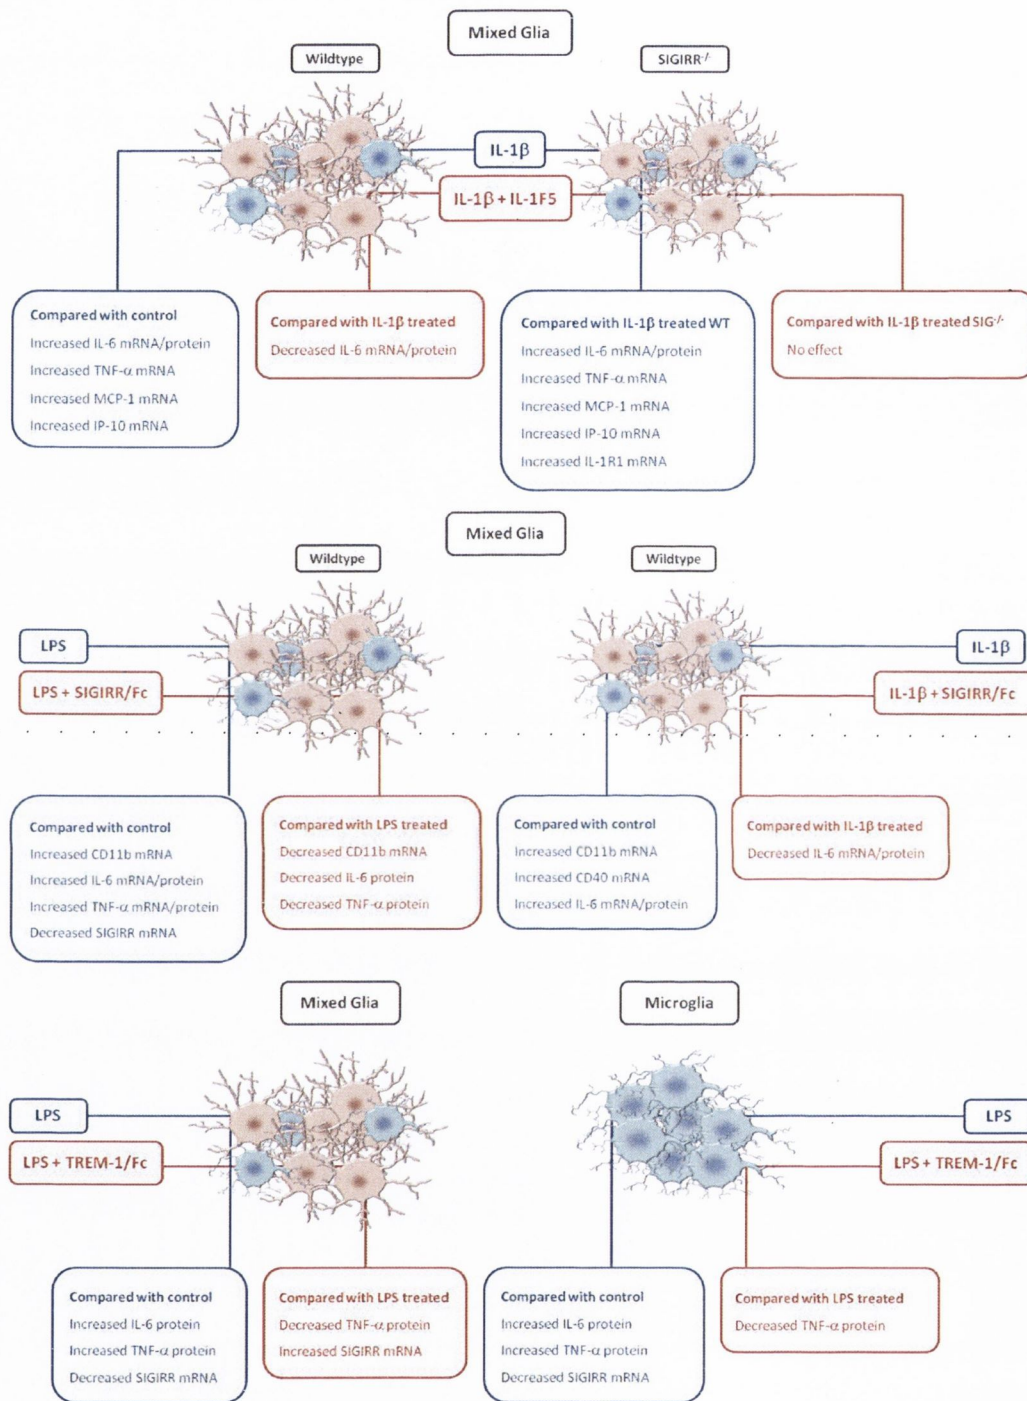 Mixed Glia
Wildtype
SIGIRR-/-
IL-1β
IL-1β + IL-1F5
Compared with control
Increased IL-6 mRNA/protein
Increased TNF-α mRNA
Increased MCP-1 mRNA
Increased IP-10 mRNA
Compared with IL-1β treated
Decreased IL-6 mRNA/protein
Compared with IL-1β treated WT
Increased IL-6 mRNA/protein
Increased TNF-α mRNA
Increased MCP-1 mRNA
Increased IP-10 mRNA
Increased IL-1R1 mRNA
Compared with IL-1β treated SIG-/-
No effect
Mixed Glia
Wildtype
Wildtype
LPS
LPS + SIGIRR/Fc
IL-1β
IL-1β + SIGIRR/Fc
Compared with control
Increased CD11b mRNA
Increased IL-6 mRNA/protein
Increased TNF-α mRNA/protein
Decreased SIGIRR mRNA
Compared with LPS treated
Decreased CD11b mRNA
Decreased IL-6 protein
Decreased TNF-α protein
Compared with control
Increased CD11b mRNA
Increased CD40 mRNA
Increased IL-6 mRNA/protein
Compared with IL-1β treated
Decreased IL-6 mRNA/protein
Mixed Glia
Microglia
LPS
LPS + TREM-1/Fc
LPS
LPS + TREM-1/Fc
Compared with control
Increased IL-6 protein
Increased TNF-α protein
Decreased SIGIRR mRNA
Compared with LPS treated
Decreased TNF-α protein
Increased SIGIRR mRNA
Compared with control
Increased IL-6 protein
Increased TNF-α protein
Decreased SIGIRR mRNA
Compared with LPS treated
Decreased TNF-α protein